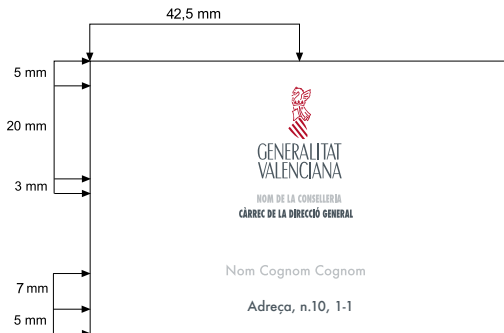 42,5 mm
5 mm
20 mm
3 mm
GENERALITAT
VALENCIANA
NOM DE LA CONSELLERIA
CÀRREC DE LA DIRECCIÓ GENERAL
Nom Cognom Cognom
7 mm
Adreça, n.10, 1-1
5 mm